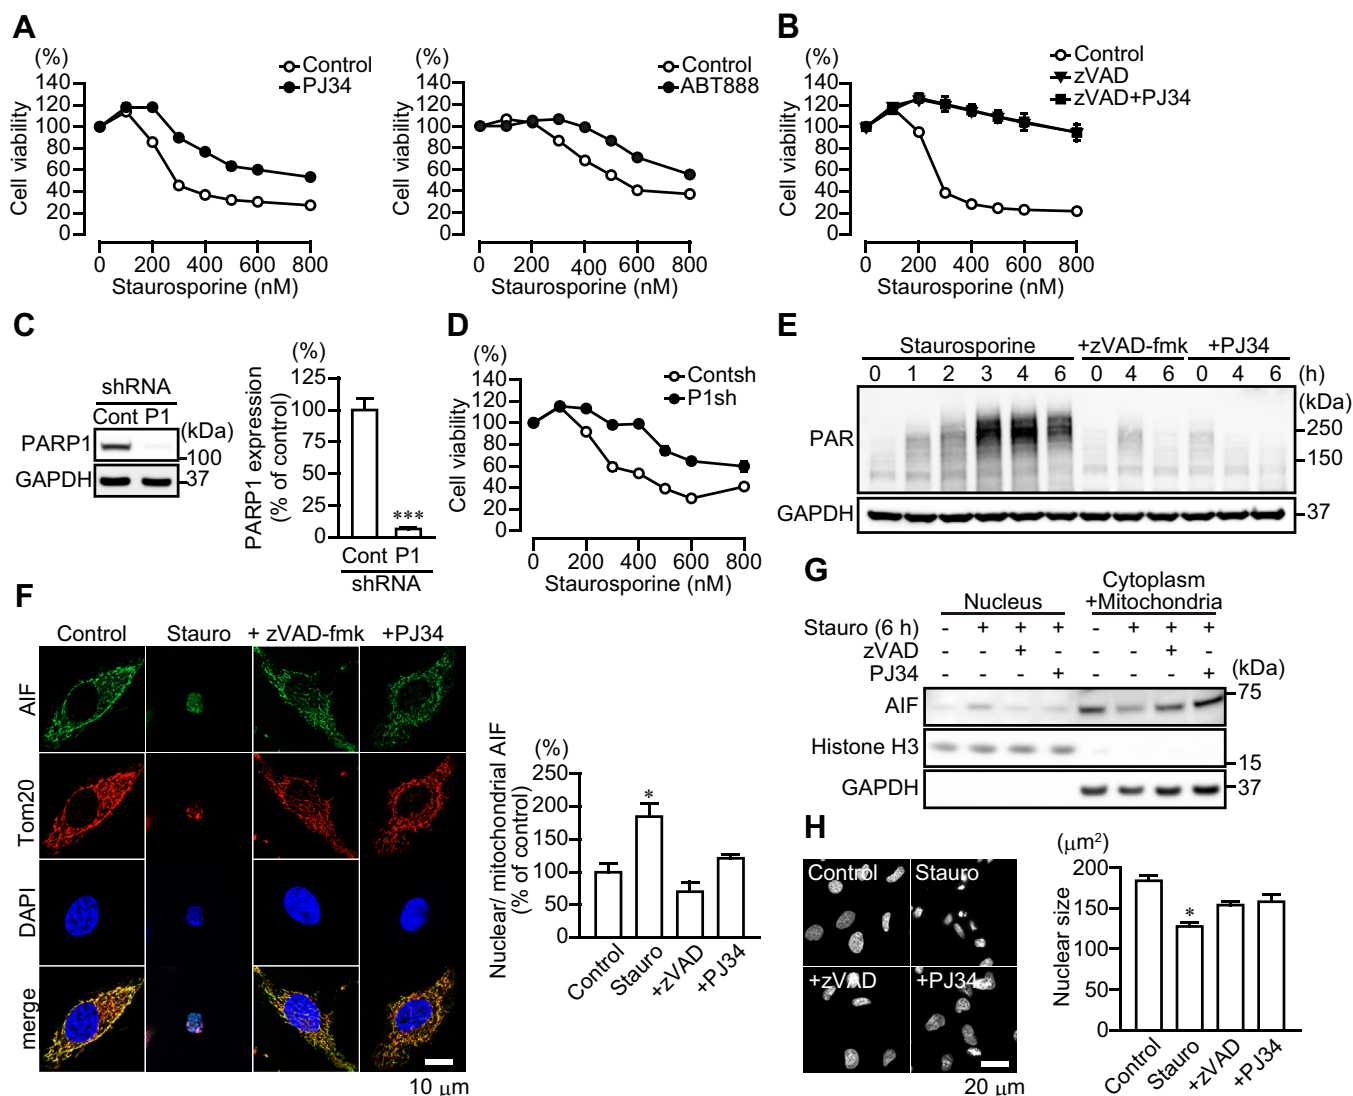 A
(%)
Control
PJ34
Cell viability
140
120
100
80
60
40
20
0
0 200 400 600 800
Staurosporine (nM)
(%)
Control
ABT888
Cell viability
140
120
100
80
60
40
20
0
0 200 400 600 800
Staurosporine (nM)
B
(%)
Control
zVAD
zVAD+PJ34
Cell viability
140
120
100
80
60
40
20
0
0 200 400 600 800
Staurosporine (nM)
C
shRNA
Cont P1
(kDa)
PARP1
100
GAPDH
37
(%)
PARP1 expression
(% of control)
125
100
75
50
25
0
***
Cont P1
shRNA
D
(%)
Contsh
P1sh
Cell viability
140
120
100
80
60
40
20
0
0 200 400 600 800
Staurosporine (nM)
E
Staurosporine +zVAD-fmk +PJ34
0 1 2 3 4 6 0 4 6 0 4 6 (h)
(kDa)
PAR
250
150
GAPDH
37
F
Control Stauro + zVAD-fmk +PJ34
AIF
Tom20
DAPI
merge
10 μm
(%)
Nuclear/ mitochondrial AIF
(% of control)
250
200
150
100
50
0
*
Control
Stauro
+zVAD
+PJ34
G
Nucleus
Cytoplasm
+Mitochondria
Stauro (6 h) - + + + - + + +
zVAD - - + - - - + -
PJ34 - - - + - - - +
(kDa)
AIF
75
Histone H3
15
GAPDH
37
H
Control
Stauro
+zVAD
+PJ34
20 μm
(μm²)
Nuclear size
200
150
100
50
0
*
Control
Stauro
+zVAD
+PJ34